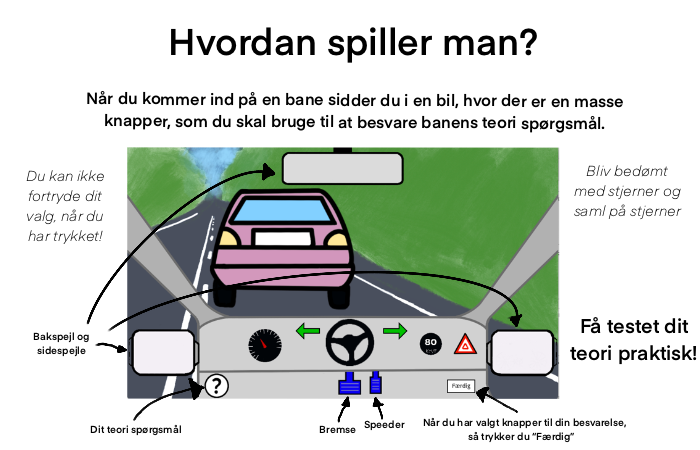 Hvordan spiller man?
Når du kommer ind på en bane sidder du i en bil, hvor der er en masse
knapper, som du skal bruge til at besvare banens teori spørgsmål.
Du kan ikke
fortryde dit
valg, når du
har trykket!
Bliv bedømt
med stjerner og
saml på stjerner
Bakspejl og
sidespejle
80
Få testet dit
teori praktisk!
?
Færdig
Dit teori spørgsmål
Bremse
Speeder
Når du har valgt knapper til din besvarelse,
så trykker du "Færdig"